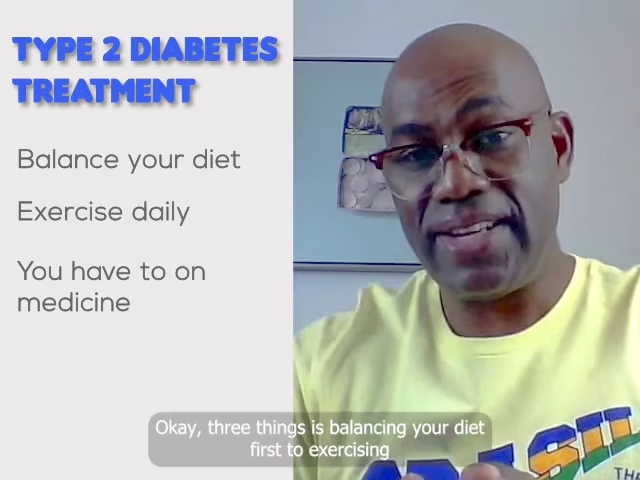 TYPE 2 DIABETES
TREATMENT
Balance your diet
Exercise daily
You have to on
medicine
Okay, three things is balancing your diet
first to exercising
THE